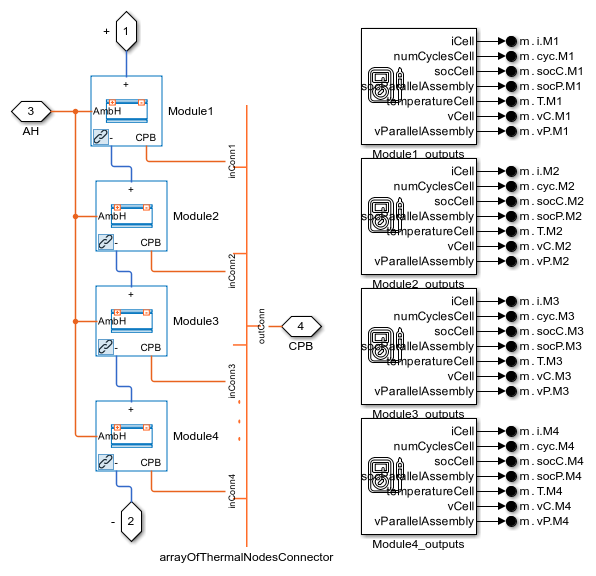 + 1
3
AH
+
AmbH
- CPB
Module1
inConn1
+
AmbH
- CPB
Module2
inConn2
+
AmbH
- CPB
Module3
inConn3
+
AmbH
- CPB
Module4
inConn4
- 2
outConn
4
CPB
arrayOfThermalNodesConnector
iCell m.i.M1
numCyclesCell m.cyc.M1
socCell m.socC.M1
socParallelAssembly m.socP.M1
temperatureCell m.T.M1
vCell m.vC.M1
vParallelAssembly m.vP.M1
Module1_outputs
iCell m.i.M2
numCyclesCell m.cyc.M2
socCell m.socC.M2
socParallelAssembly m.socP.M2
temperatureCell m.T.M2
vCell m.vC.M2
vParallelAssembly m.vP.M2
Module2_outputs
iCell m.i.M3
numCyclesCell m.cyc.M3
socCell m.socC.M3
socParallelAssembly m.socP.M3
temperatureCell m.T.M3
vCell m.vC.M3
vParallelAssembly m.vP.M3
Module3_outputs
iCell m.i.M4
numCyclesCell m.cyc.M4
socCell m.socC.M4
socParallelAssembly m.socP.M4
temperatureCell m.T.M4
vCell m.vC.M4
vParallelAssembly m.vP.M4
Module4_outputs